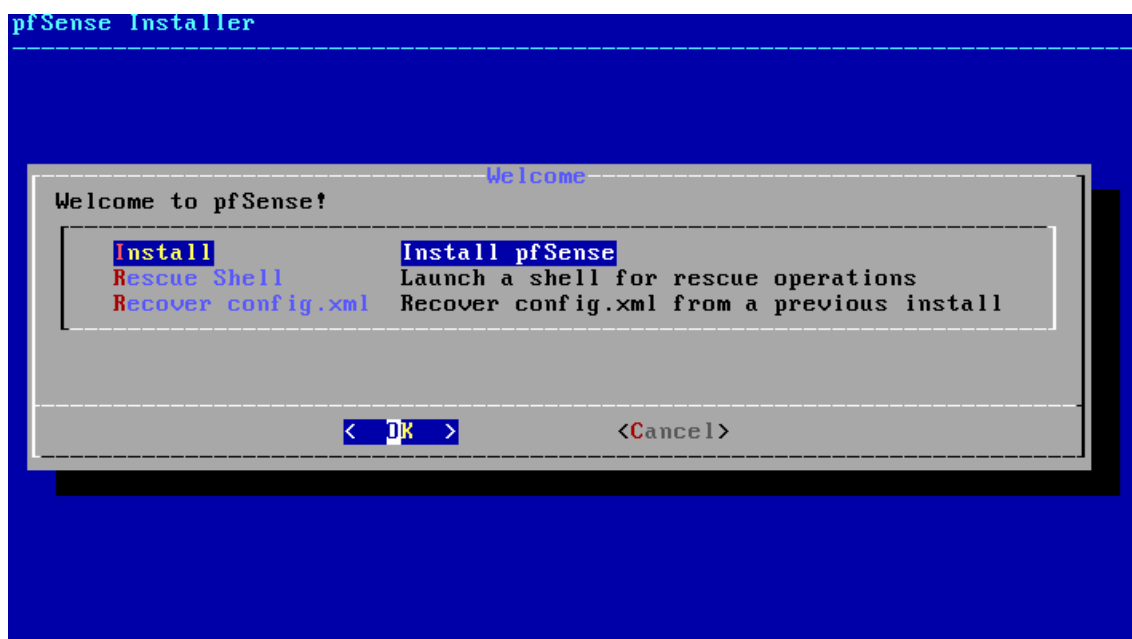 pfSense Installer
Welcome
Welcome to pfSense!
Install Install pfSense
Rescue Shell Launch a shell for rescue operations
Recover config.xml Recover config.xml from a previous install
< OK > <Cancel>